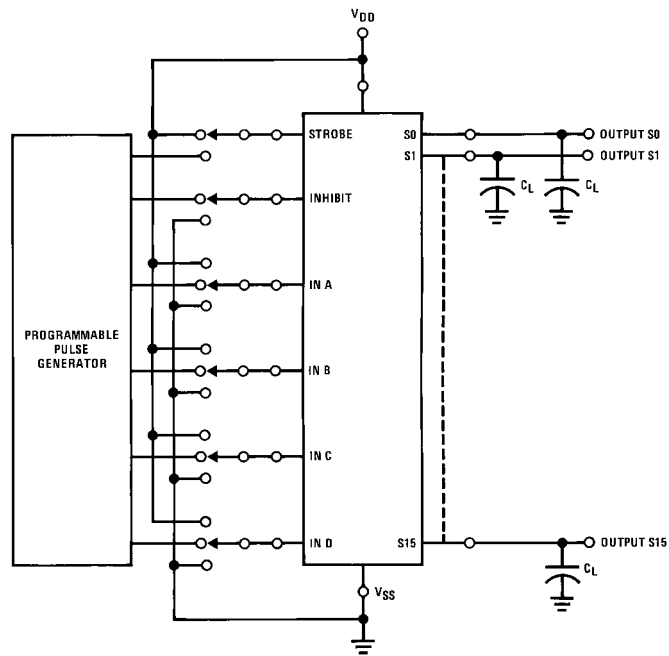 VDD
STROBE
S0
OUTPUT S0
S1
OUTPUT S1
CL
CL
INHIBIT
IN A
PROGRAMMABLE
PULSE
GENERATOR
IN B
IN C
IN D
S15
OUTPUT S15
CL
VSS